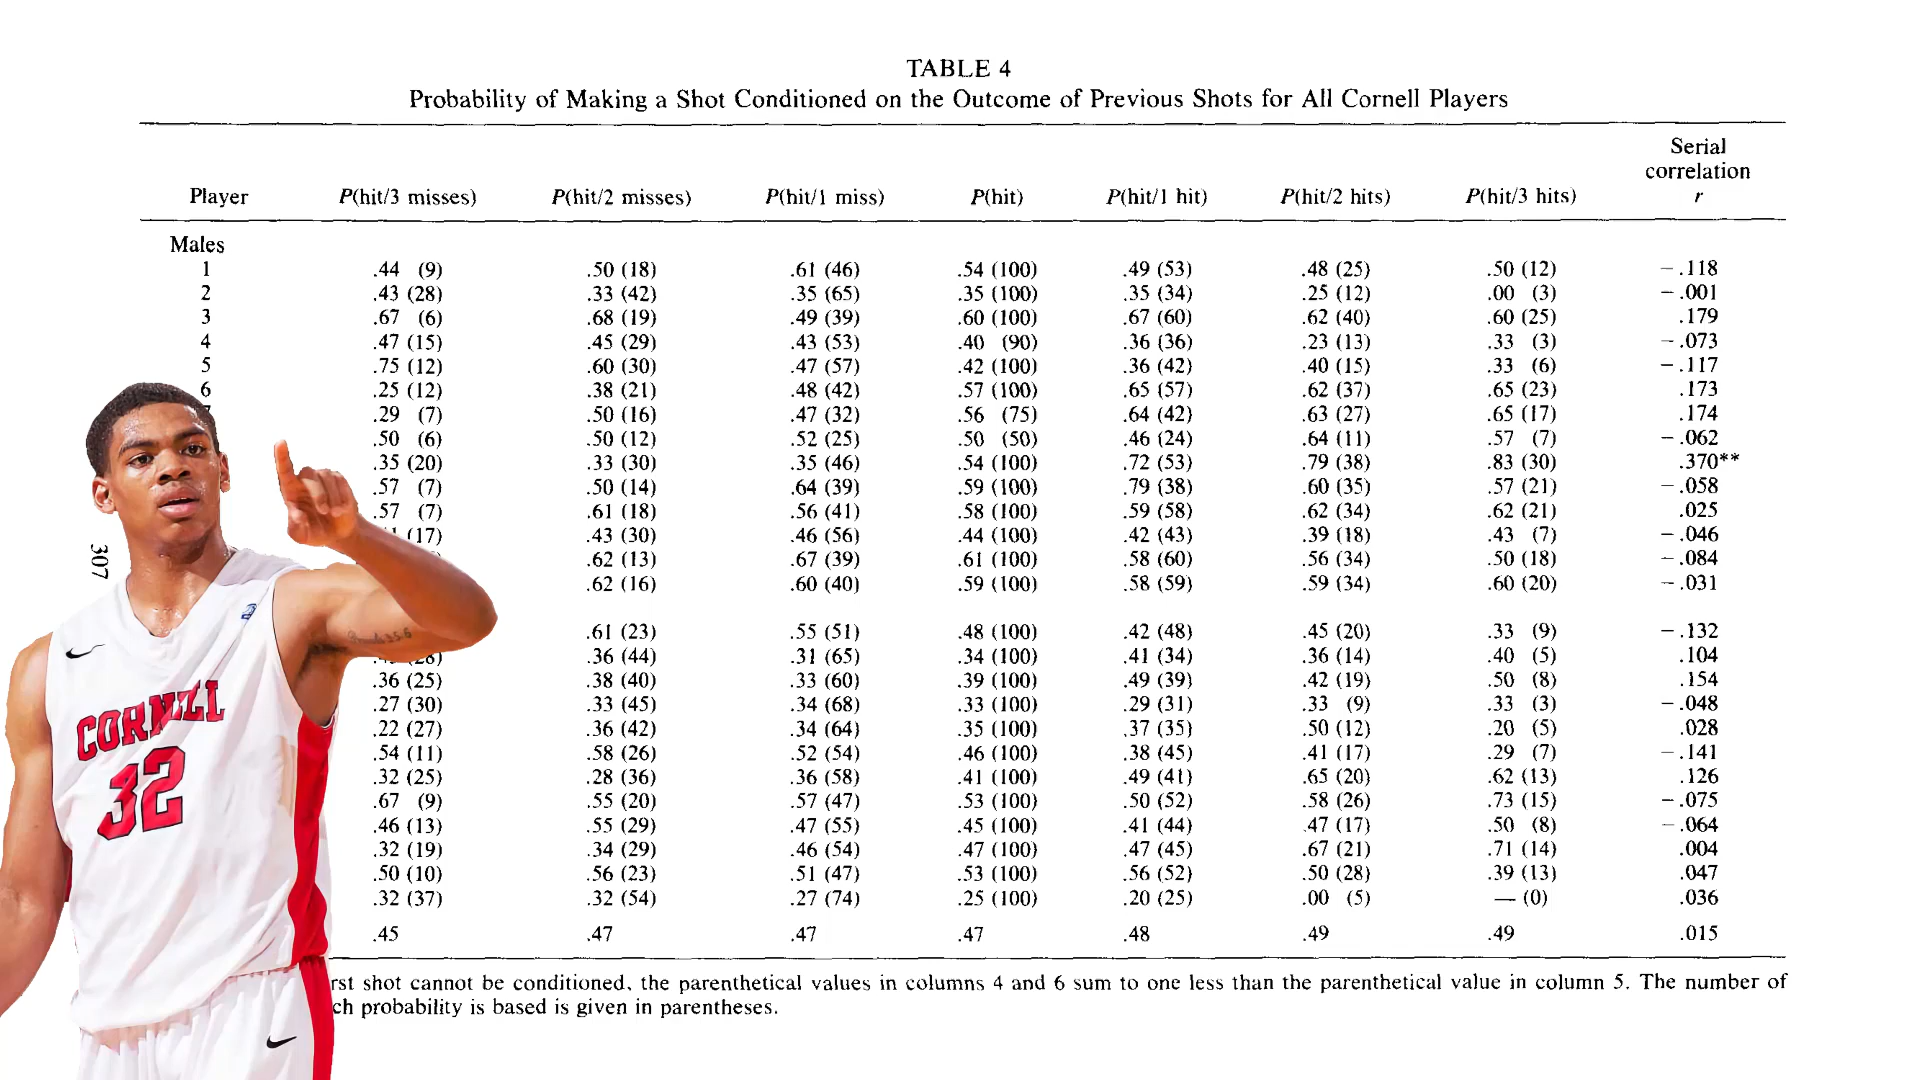 TABLE 4
Probability of Making a Shot Conditioned on the Outcome of Previous Shots for All Cornell Players
Serial
correlation
Player P(hit/3 misses) P(hit/2 misses) P(hit/1 miss) P(hit) P(hit/1 hit) P(hit/2 hits) P(hit/3 hits) r
Males
1 .44 (9) .50 (18) .61 (46) .54 (100) .49 (53) .48 (25) .50 (12) – .118
2 .43 (28) .33 (42) .35 (65) .35 (100) .35 (34) .25 (12) .00 (3) – .001
3 .67 (6) .68 (19) .49 (39) .60 (100) .67 (60) .62 (40) .60 (25) .179
4 .47 (15) .45 (29) .43 (53) .40 (90) .36 (36) .23 (13) .33 (3) – .073
5 .75 (12) .60 (30) .47 (57) .42 (100) .36 (42) .40 (15) .33 (6) – .117
6 .25 (12) .38 (21) .48 (42) .57 (100) .65 (57) .62 (37) .65 (23) .173
.29 (7) .50 (16) .47 (32) .56 (75) .64 (42) .63 (27) .65 (17) .174
.50 (6) .50 (12) .52 (25) .50 (50) .46 (24) .64 (11) .57 (7) – .062
.35 (20) .33 (30) .35 (46) .54 (100) .72 (53) .79 (38) .83 (30) .370**
.57 (7) .50 (14) .64 (39) .59 (100) .79 (38) .60 (35) .57 (21) – .058
.57 (7) .61 (18) .56 (41) .58 (100) .59 (58) .62 (34) .62 (21) .025
(17) .43 (30) .46 (56) .44 (100) .42 (43) .39 (18) .43 (7) – .046
.62 (13) .67 (39) .61 (100) .58 (60) .56 (34) .50 (18) – .084
.62 (16) .60 (40) .59 (100) .58 (59) .59 (34) .60 (20) – .031
.61 (23) .55 (51) .48 (100) .42 (48) .45 (20) .33 (9) – .132
.36 (44) .31 (65) .34 (100) .41 (34) .36 (14) .40 (5) .104
.36 (25) .38 (40) .33 (60) .39 (100) .49 (39) .42 (19) .50 (8) .154
.27 (30) .33 (45) .34 (68) .33 (100) .29 (31) .33 (9) .33 (3) – .048
.22 (27) .36 (42) .34 (64) .35 (100) .37 (35) .50 (12) .20 (5) .028
.54 (11) .58 (26) .52 (54) .46 (100) .38 (45) .41 (17) .29 (7) – .141
.32 (25) .28 (36) .36 (58) .41 (100) .49 (41) .65 (20) .62 (13) .126
.67 (9) .55 (20) .57 (47) .53 (100) .50 (52) .58 (26) .73 (15) – .075
.46 (13) .55 (29) .47 (55) .45 (100) .41 (44) .47 (17) .50 (8) – .064
.32 (19) .34 (29) .46 (54) .47 (100) .47 (45) .67 (21) .71 (14) .004
.50 (10) .56 (23) .51 (47) .53 (100) .56 (52) .50 (28) .39 (13) .047
.32 (37) .32 (54) .27 (74) .25 (100) .20 (25) .00 (5) — (0) .036
.45 .47 .47 .47 .48 .49 .49 .015
shot cannot be conditioned, the parenthetical values in columns 4 and 6 sum to one less than the parenthetical value in column 5. The number of
probability is based is given in parentheses.
307
CORNELL
32